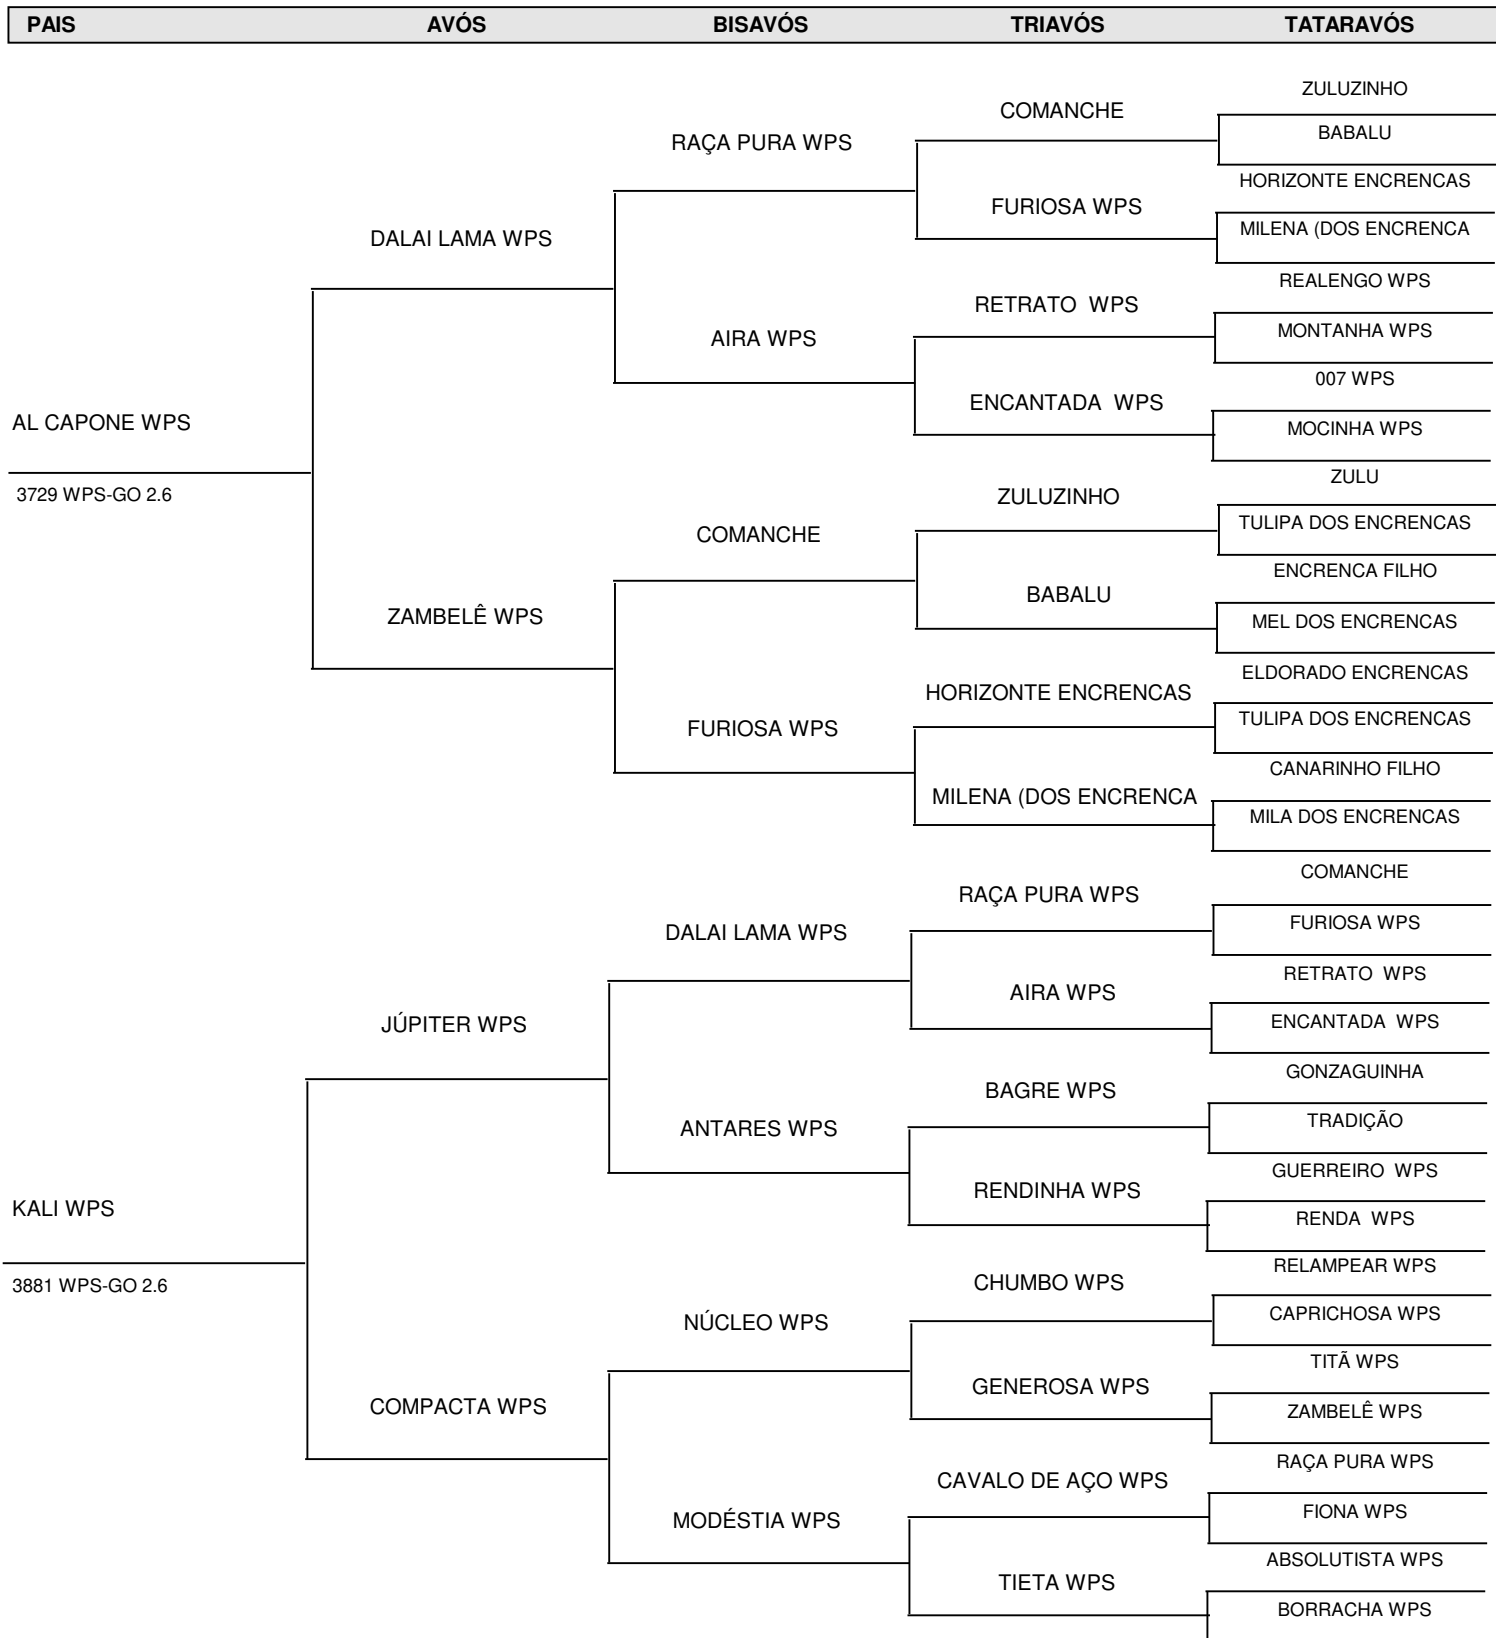 PAIS AVÓS BISAVÓS TRIAVÓS TATARAVÓS
ZULUZINHO
COMANCHE
BABALU
RAÇA PURA WPS
HORIZONTE ENCRENCAS
FURIOSA WPS
MILENA (DOS ENCRENCA
DALAI LAMA WPS
REALENGO WPS
RETRATO WPS
MONTANHA WPS
AIRA WPS
007 WPS
ENCANTADA WPS
MOCINHA WPS
AL CAPONE WPS
3729 WPS-GO 2.6
ZULU
ZULUZINHO
TULIPA DOS ENCRENCAS
COMANCHE
ENCRENCA FILHO
BABALU
MEL DOS ENCRENCAS
ZAMBELÊ WPS
ELDORADO ENCRENCAS
HORIZONTE ENCRENCAS
TULIPA DOS ENCRENCAS
FURIOSA WPS
CANARINHO FILHO
MILENA (DOS ENCRENCA
MILA DOS ENCRENCAS
COMANCHE
RAÇA PURA WPS
FURIOSA WPS
DALAI LAMA WPS
RETRATO WPS
AIRA WPS
ENCANTADA WPS
JÚPITER WPS
GONZAGUINHA
BAGRE WPS
TRADIÇÃO
ANTARES WPS
GUERREIRO WPS
RENDINHA WPS
RENDA WPS
KALI WPS
3881 WPS-GO 2.6
RELAMPEAR WPS
CHUMBO WPS
CAPRICHOSA WPS
NÚCLEO WPS
TITÃ WPS
GENEROSA WPS
ZAMBELÊ WPS
COMPACTA WPS
RAÇA PURA WPS
CAVALO DE AÇO WPS
FIONA WPS
MODÉSTIA WPS
ABSOLUTISTA WPS
TIETA WPS
BORRACHA WPS